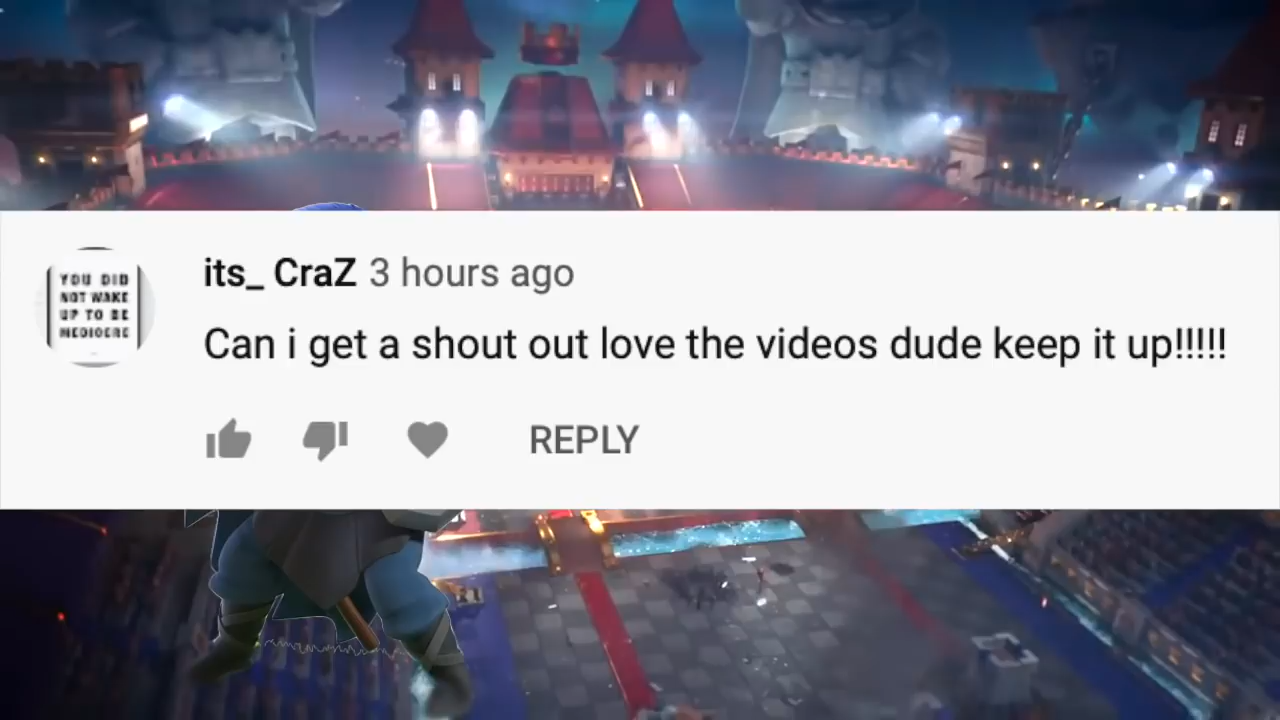 its_ CraZ 3 hours ago
YOU DID
NOT WAKE
UP TO BE
MEDIOCRE
Can i get a shout out love the videos dude keep it up!!!!!
REPLY